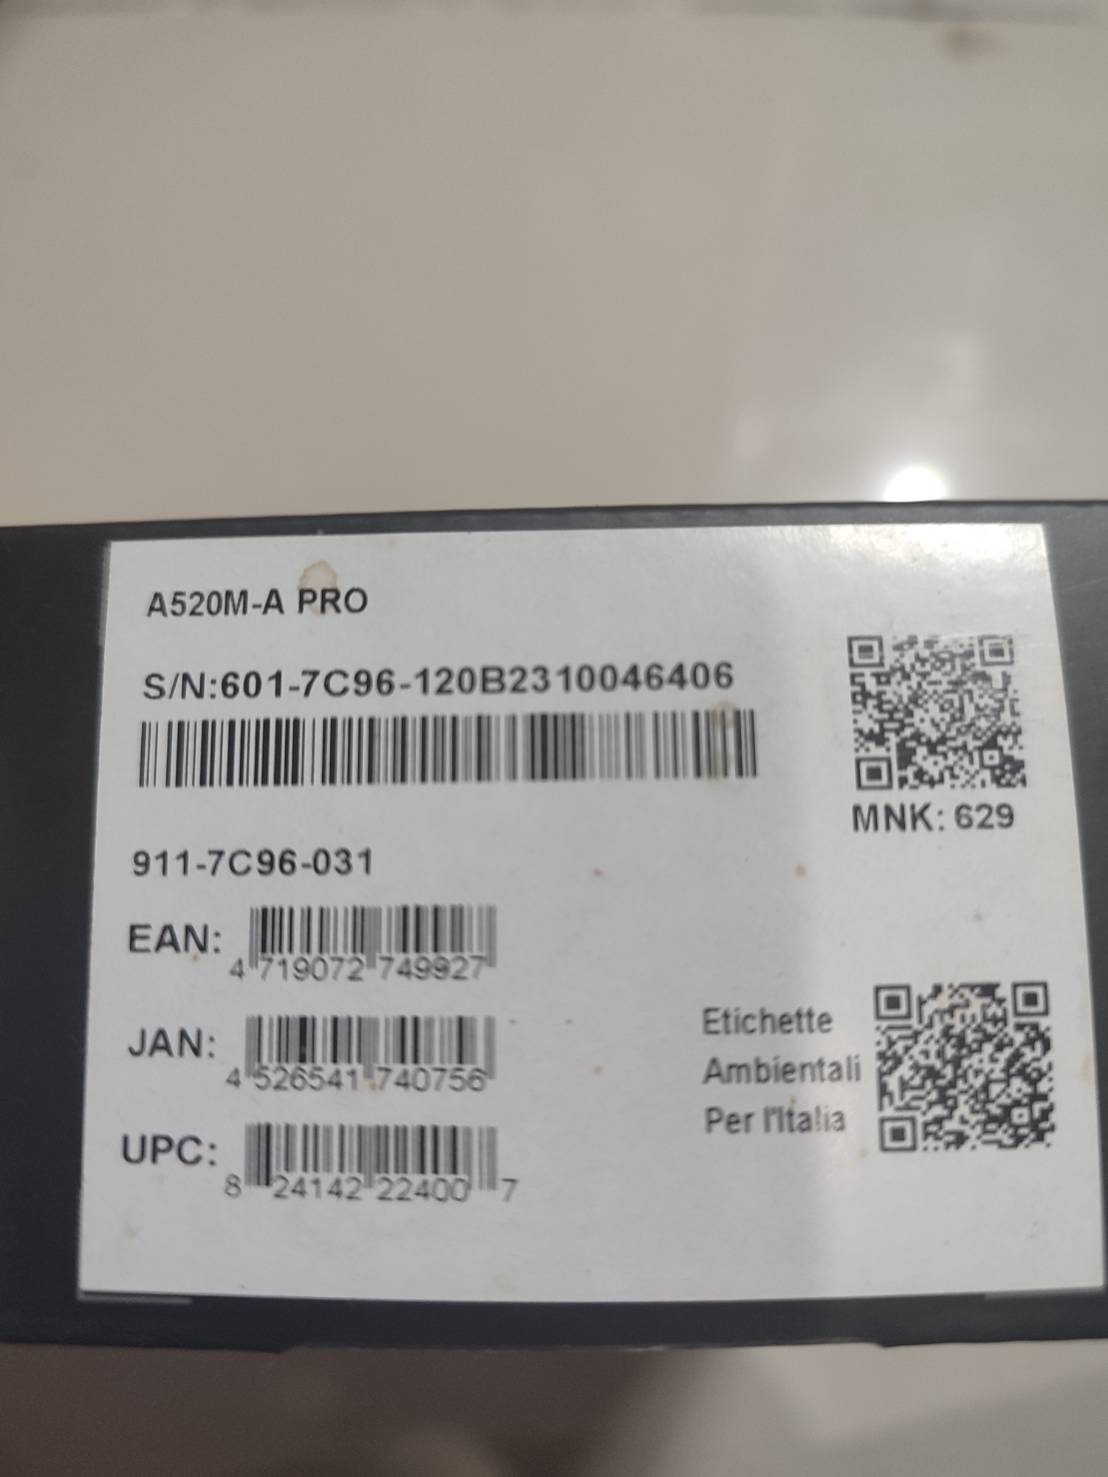 A520M-A PRO
S/N:601-7C96-120B2310046406
MNK: 629
911-7C96-031
EAN:
4 719072 749927
JAN:
4 526541 740756
UPC:
8 24142 22400 7
Etichette
Ambientali
Per l'Italia